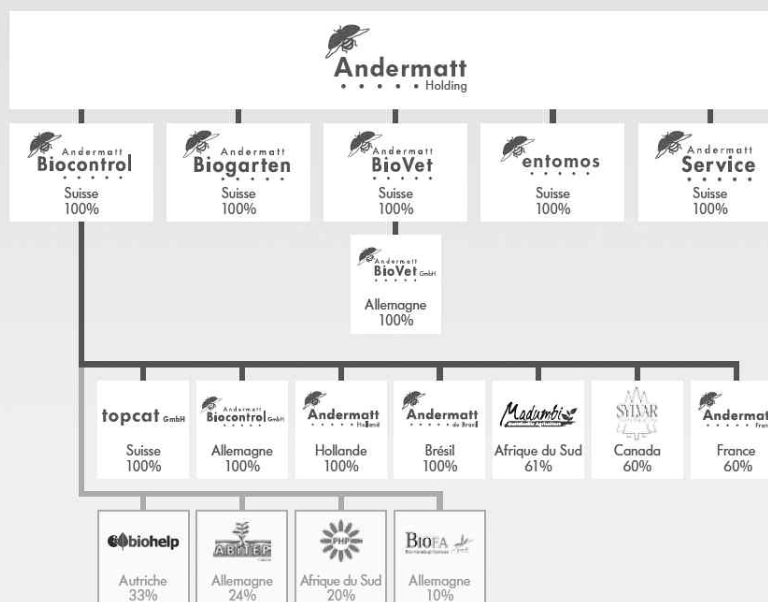 Andermatt
Holding
Andermatt
Biocontrol
Suisse
100%
Andermatt
Biogarten
Suisse
100%
Andermatt
BioVet
Suisse
100%
entomos
Suisse
100%
Andermatt
Service
Suisse
100%
Andermatt
BioVet GmbH
Allemagne
100%
topcat GmbH
Suisse
100%
Andermatt
Biocontrol GmbH
Allemagne
100%
Andermatt
Holland
Hollande
100%
Andermatt
do Brasil
Brésil
100%
Madumbi
Afrique du Sud
61%
SYLVAR
Canada
60%
Andermat
Fran
France
60%
biohelp
Autriche
33%
ABITEP
Allemagne
24%
PHP
Afrique du Sud
20%
BIOFA
Allemagne
10%